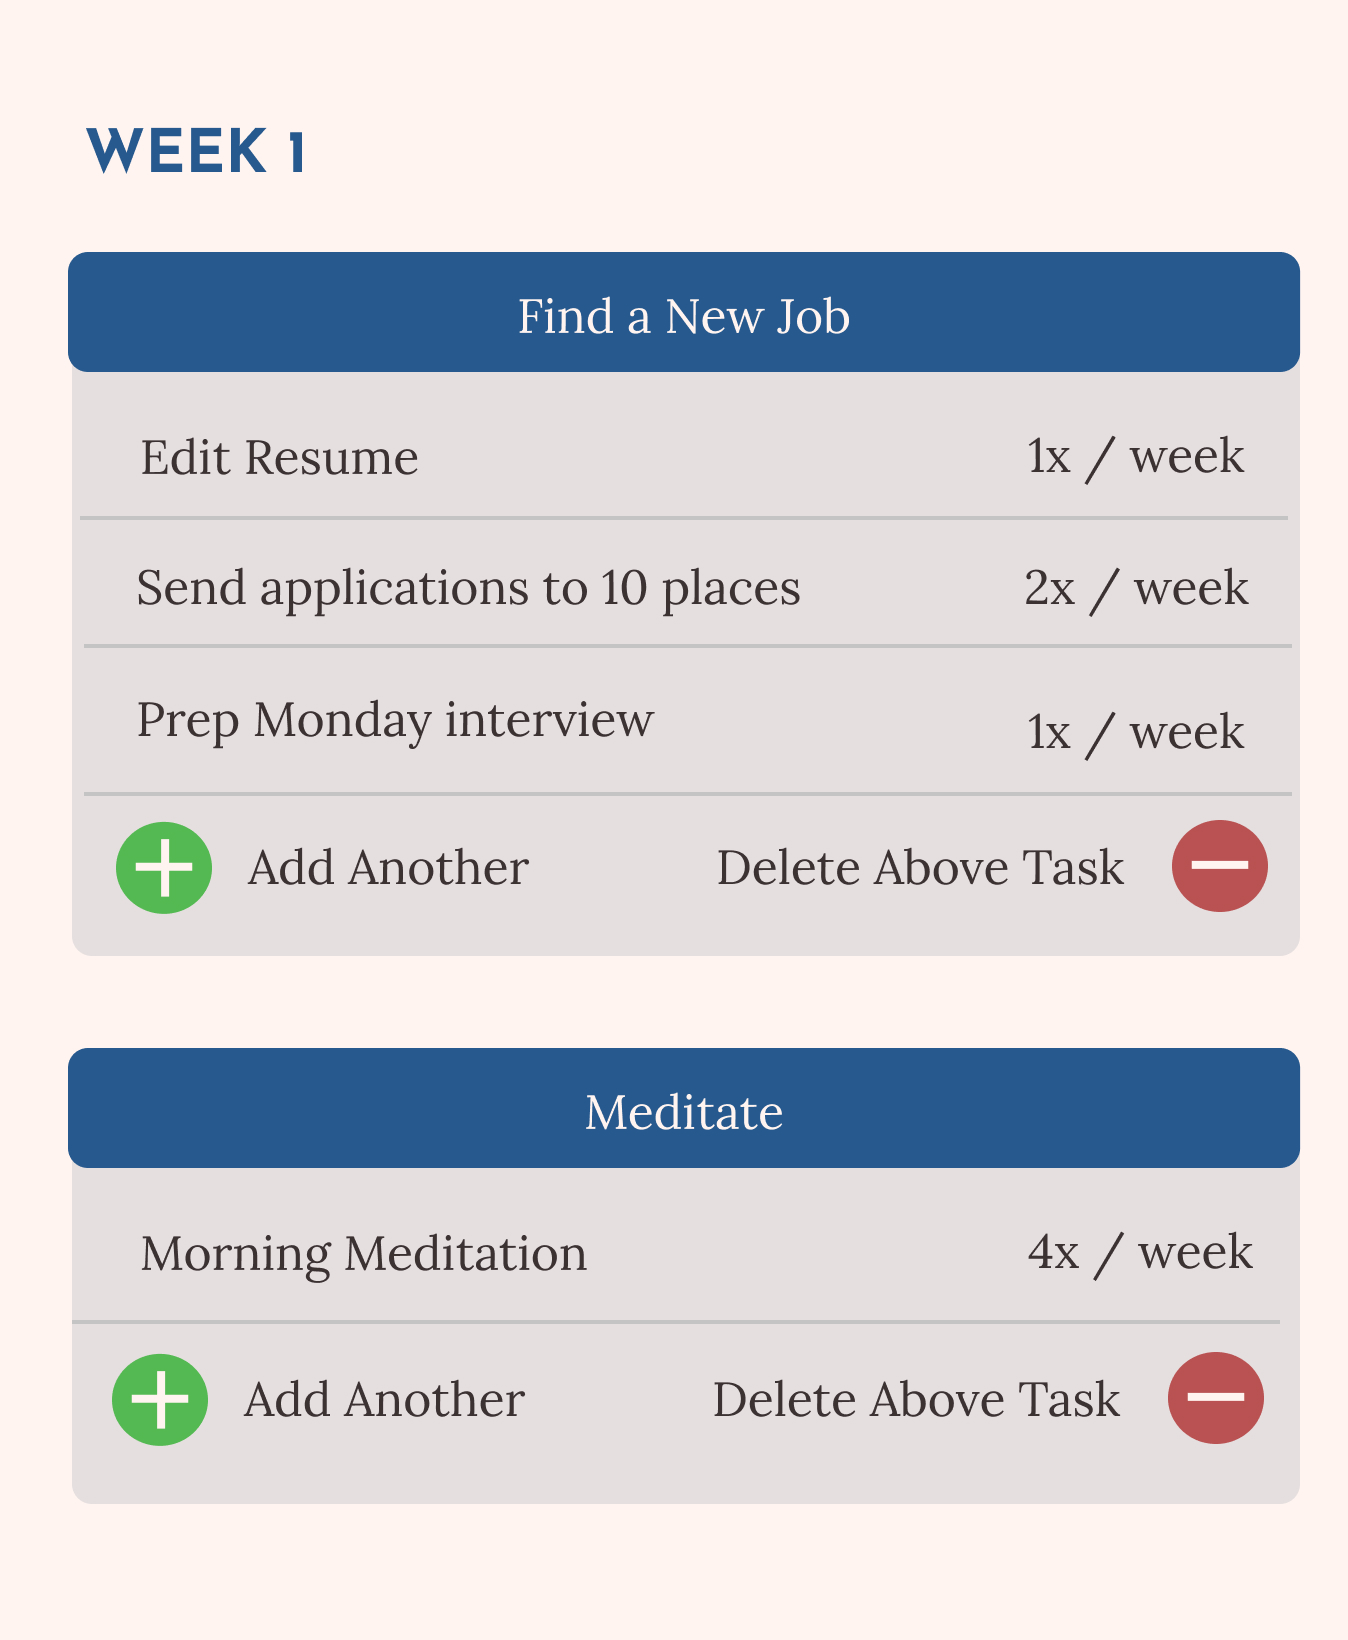 WEEK 1
Find a New Job
Edit Resume 1x / week
Send applications to 10 places 2x / week
Prep Monday interview 1x / week
Add Another Delete Above Task
Meditate
Morning Meditation 4x / week
Add Another Delete Above Task